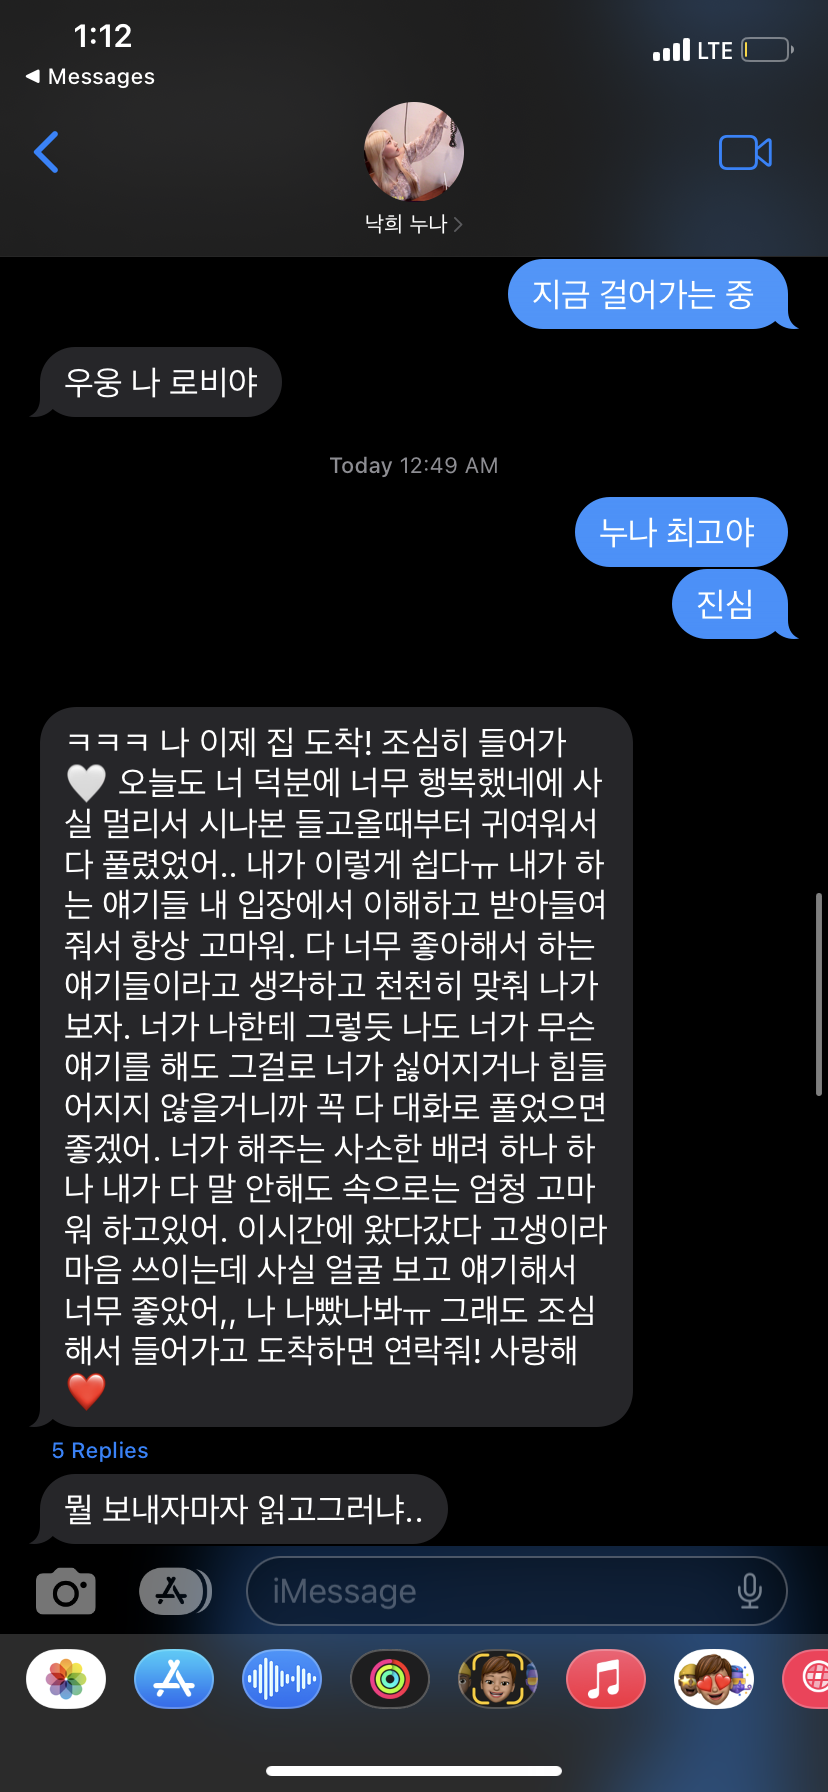 1:12
LTE
Messages
낙희 누나
지금 걸어가는 중
우웅 나 로비야
Today 12:49 AM
누나 최고야
진심
ㅋㅋㅋ 나 이제 집 도착! 조심히 들어가
🤍 오늘도 너 덕분에 너무 행복했네에 사
실 멀리서 시나본 들고올때부터 귀여워서
다 풀렸었어.. 내가 이렇게 쉽다ㅠ 내가 하
는 얘기들 내 입장에서 이해하고 받아들여
줘서 항상 고마워. 다 너무 좋아해서 하는
얘기들이라고 생각하고 천천히 맞춰 나가
보자. 너가 나한테 그렇듯 나도 너가 무슨
얘기를 해도 그걸로 너가 싫어지거나 힘들
어지지 않을거니까 꼭 다 대화로 풀었으면
좋겠어. 너가 해주는 사소한 배려 하나 하
나 내가 다 말 안해도 속으로는 엄청 고마
워 하고있어. 이시간에 왔다갔다 고생이라
마음 쓰이는데 사실 얼굴 보고 얘기해서
너무 좋았어,, 나 나빴나봐ㅠ 그래도 조심
해서 들어가고 도착하면 연락줘! 사랑해
❤️
5 Replies
뭘 보내자마자 읽고그러냐..
iMessage